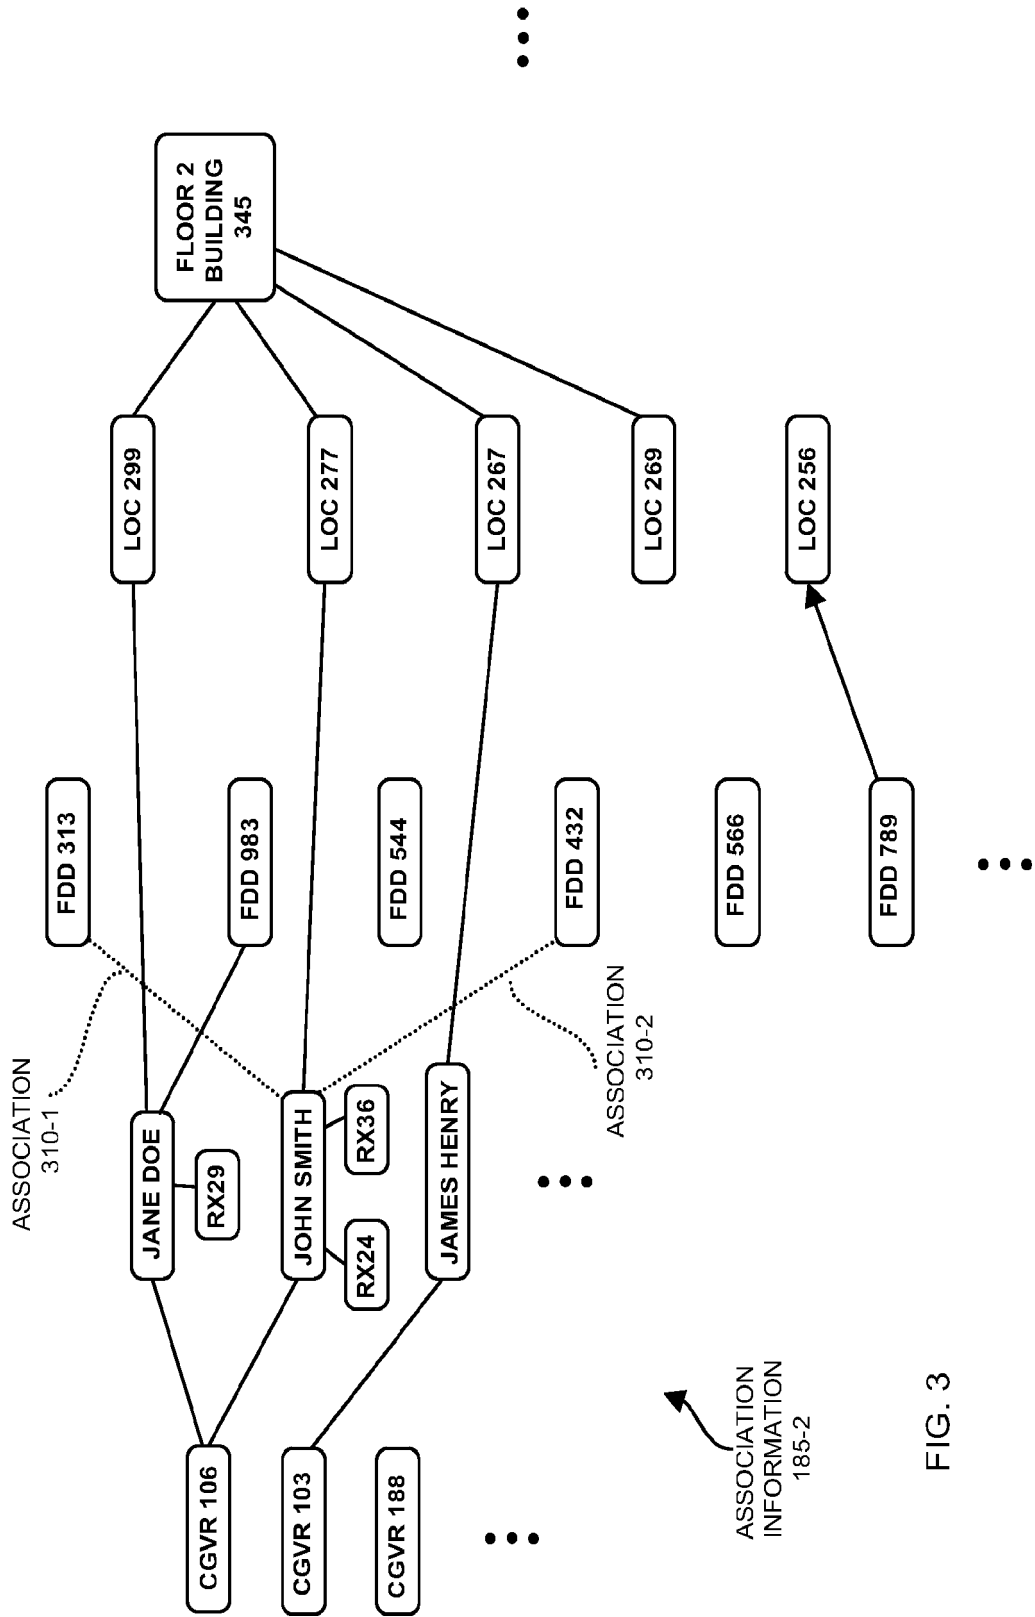 ASSOCIATION
310-1
FDD 313
LOC 299
FLOOR 2
BUILDING
345
CGVR 106
JANE DOE
RX29
FDD 983
LOC 277
CGVR 103
JOHN SMITH
RX24
RX36
FDD 544
LOC 267
CGVR 188
JAMES HENRY
FDD 432
LOC 269
ASSOCIATION
310-2
FDD 566
LOC 256
FDD 789
ASSOCIATION
INFORMATION
185-2
FIG. 3